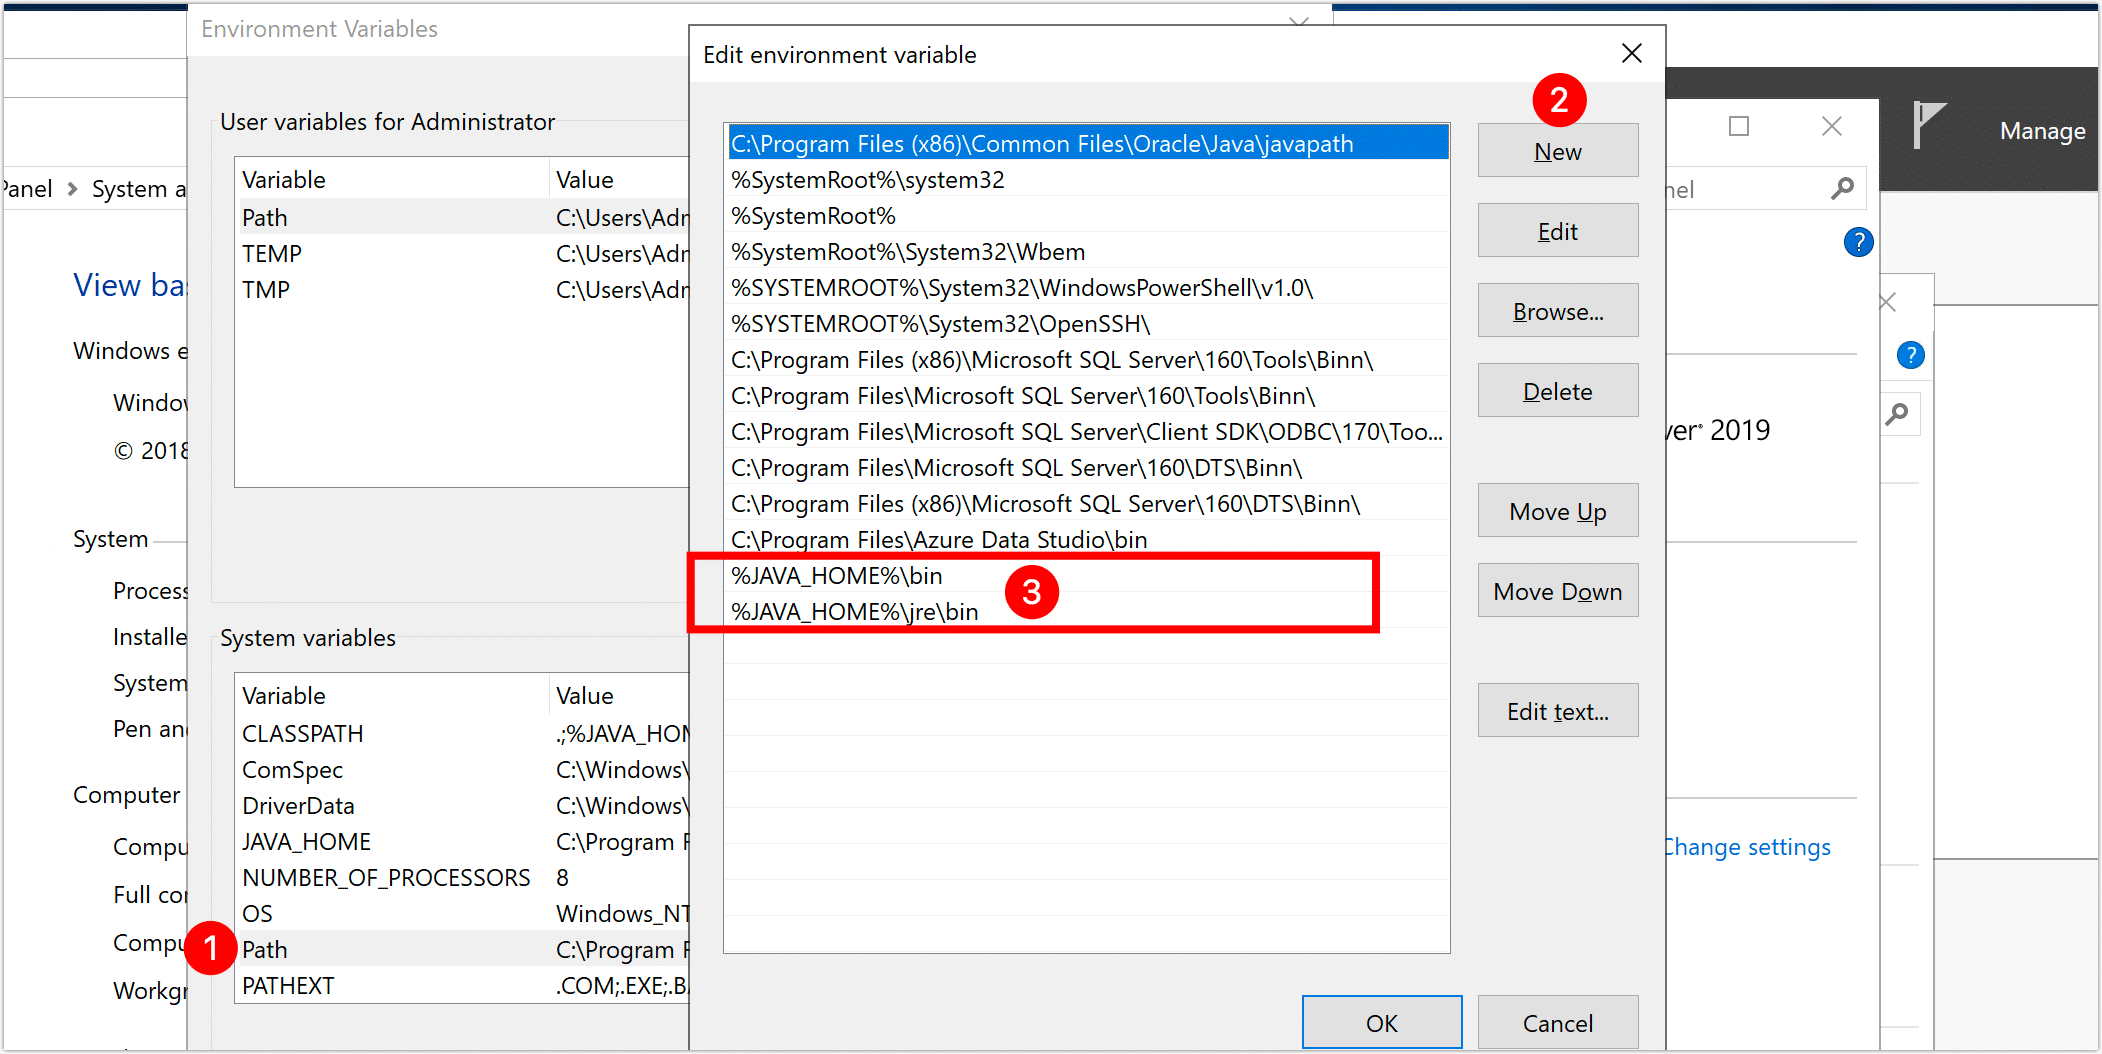 Environment Variables
User variables for Administrator
Variable Value
Path C:\Users\Adm
TEMP C:\Users\Adm
TMP C:\Users\Adm
System variables
Variable Value
CLASSPATH .;%JAVA_HOM
ComSpec C:\Windows\
DriverData C:\Windows\
JAVA_HOME C:\Program F
NUMBER_OF_PROCESSORS 8
OS Windows_NT
1
Path C:\Program F
PATHEXT .COM;.EXE;.BA
Edit environment variable
C:\Program Files (x86)\Common Files\Oracle\Java\javapath
%SystemRoot%\system32
%SystemRoot%
%SystemRoot%\System32\Wbem
%SYSTEMROOT%\System32\WindowsPowerShell\v1.0\
%SYSTEMROOT%\System32\OpenSSH\
C:\Program Files (x86)\Microsoft SQL Server\160\Tools\Binn\
C:\Program Files\Microsoft SQL Server\160\Tools\Binn\
C:\Program Files\Microsoft SQL Server\Client SDK\ODBC\170\Too...
C:\Program Files\Microsoft SQL Server\160\DTS\Binn\
C:\Program Files (x86)\Microsoft SQL Server\160\DTS\Binn\
C:\Program Files\Azure Data Studio\bin
%JAVA_HOME%\bin
%JAVA_HOME%\jre\bin
3
2
New
Edit
Browse...
Delete
Move Up
Move Down
Edit text...
OK
Cancel
Panel > System a
View ba
Windows e
Window
© 2018
System
Process
Installe
System
Pen an
Computer
Compu
Full co
Compu
Workgr
Manage
nel
?
?
ver 2019
Change settings